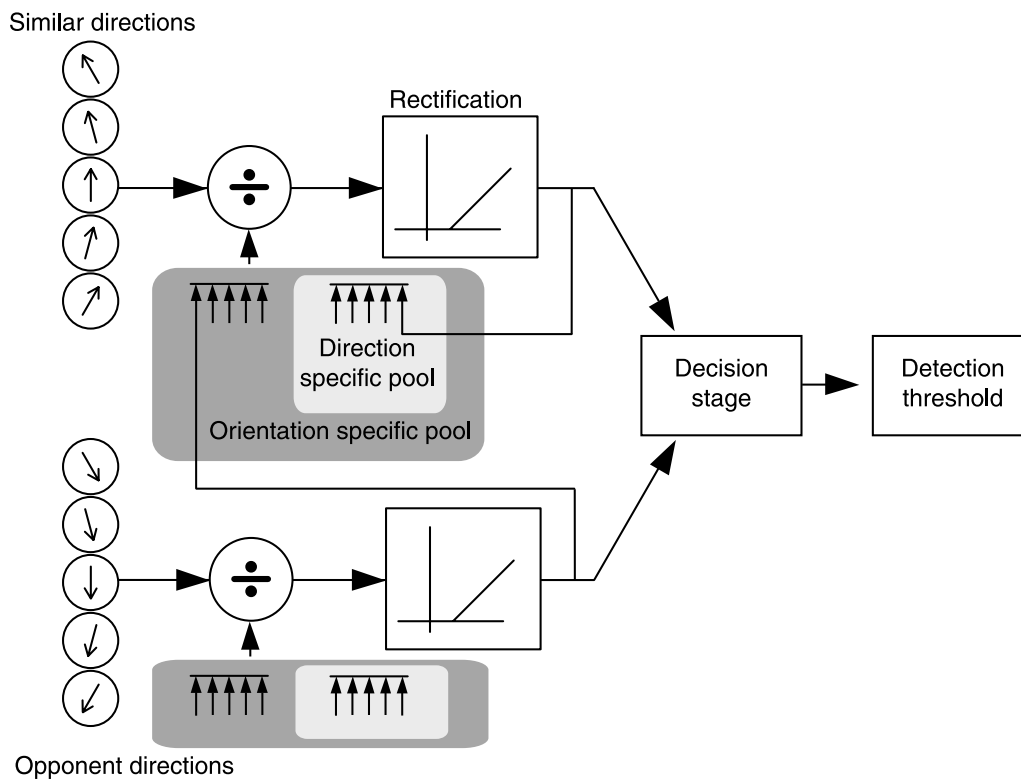 Similar directions
Rectification
÷
Direction
specific pool
Orientation specific pool
Decision
stage
Detection
threshold
÷
Opponent directions